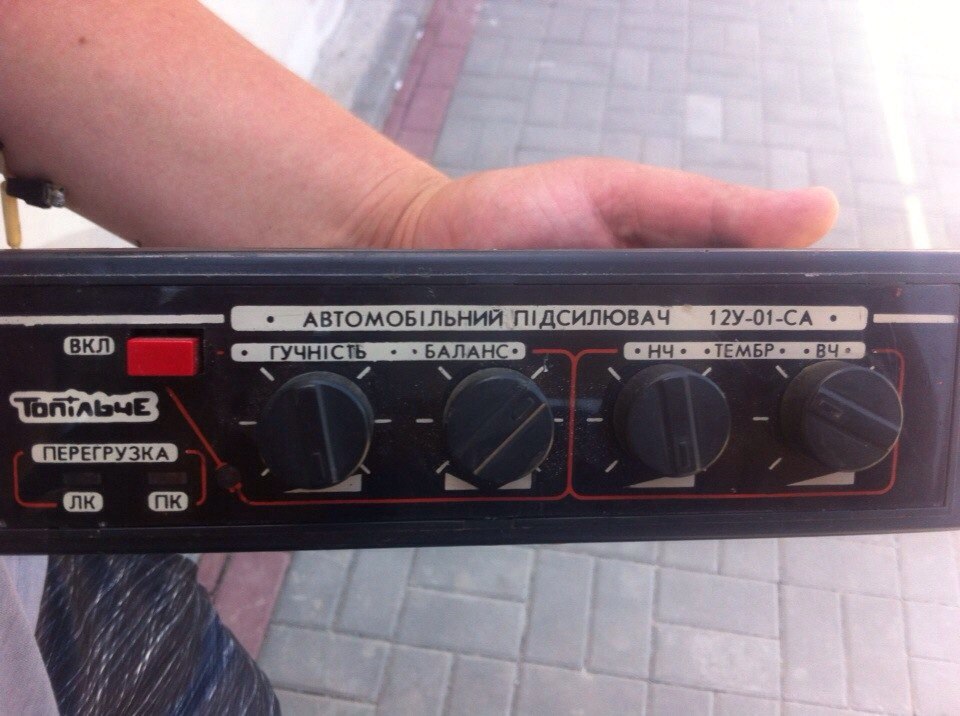 АВТОМОБІЛЬНИЙ ПІДСИЛЮВАЧ 12У-01-СА
ВКЛ
ГУЧНІСТЬ БАЛАНС НЧ ТЕМБР ВЧ
Топільче
ПЕРЕГРУЗКА
ЛК ПК